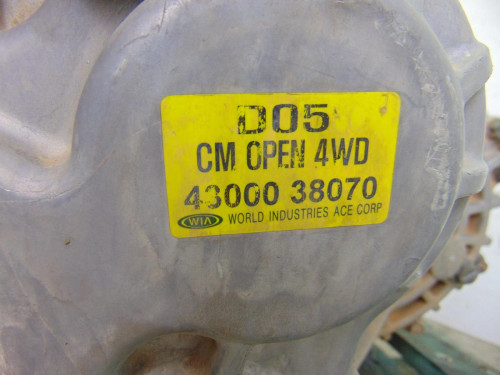 D05
CM OPEN 4WD
43000 38070
WIA WORLD INDUSTRIES ACE CORP